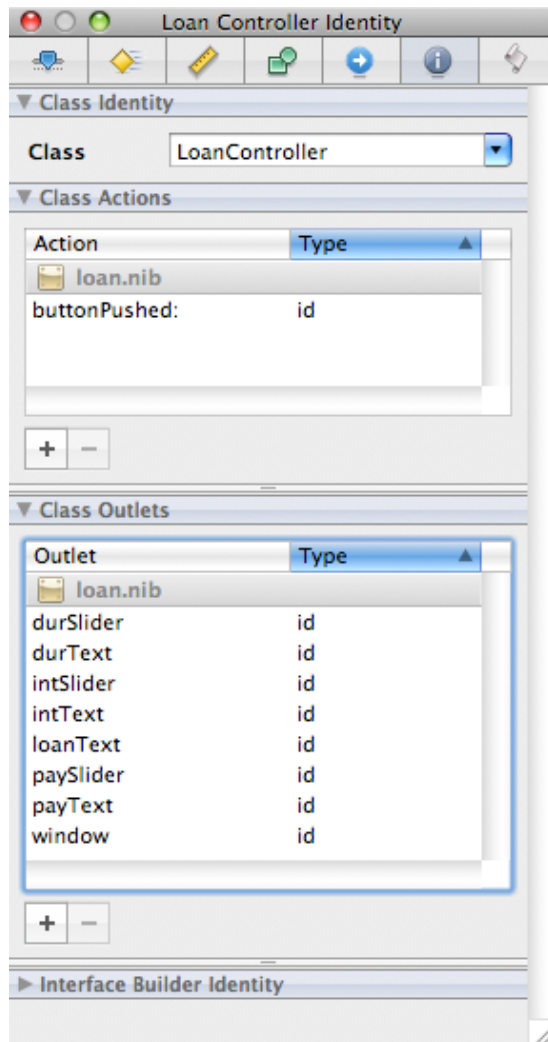 Loan Controller Identity
Class Identity
Class LoanController
Class Actions
Action Type
loan.nib
buttonPushed: id
+ −
Class Outlets
Outlet Type
loan.nib
durSlider id
durText id
intSlider id
intText id
loanText id
paySlider id
payText id
window id
+ −
Interface Builder Identity